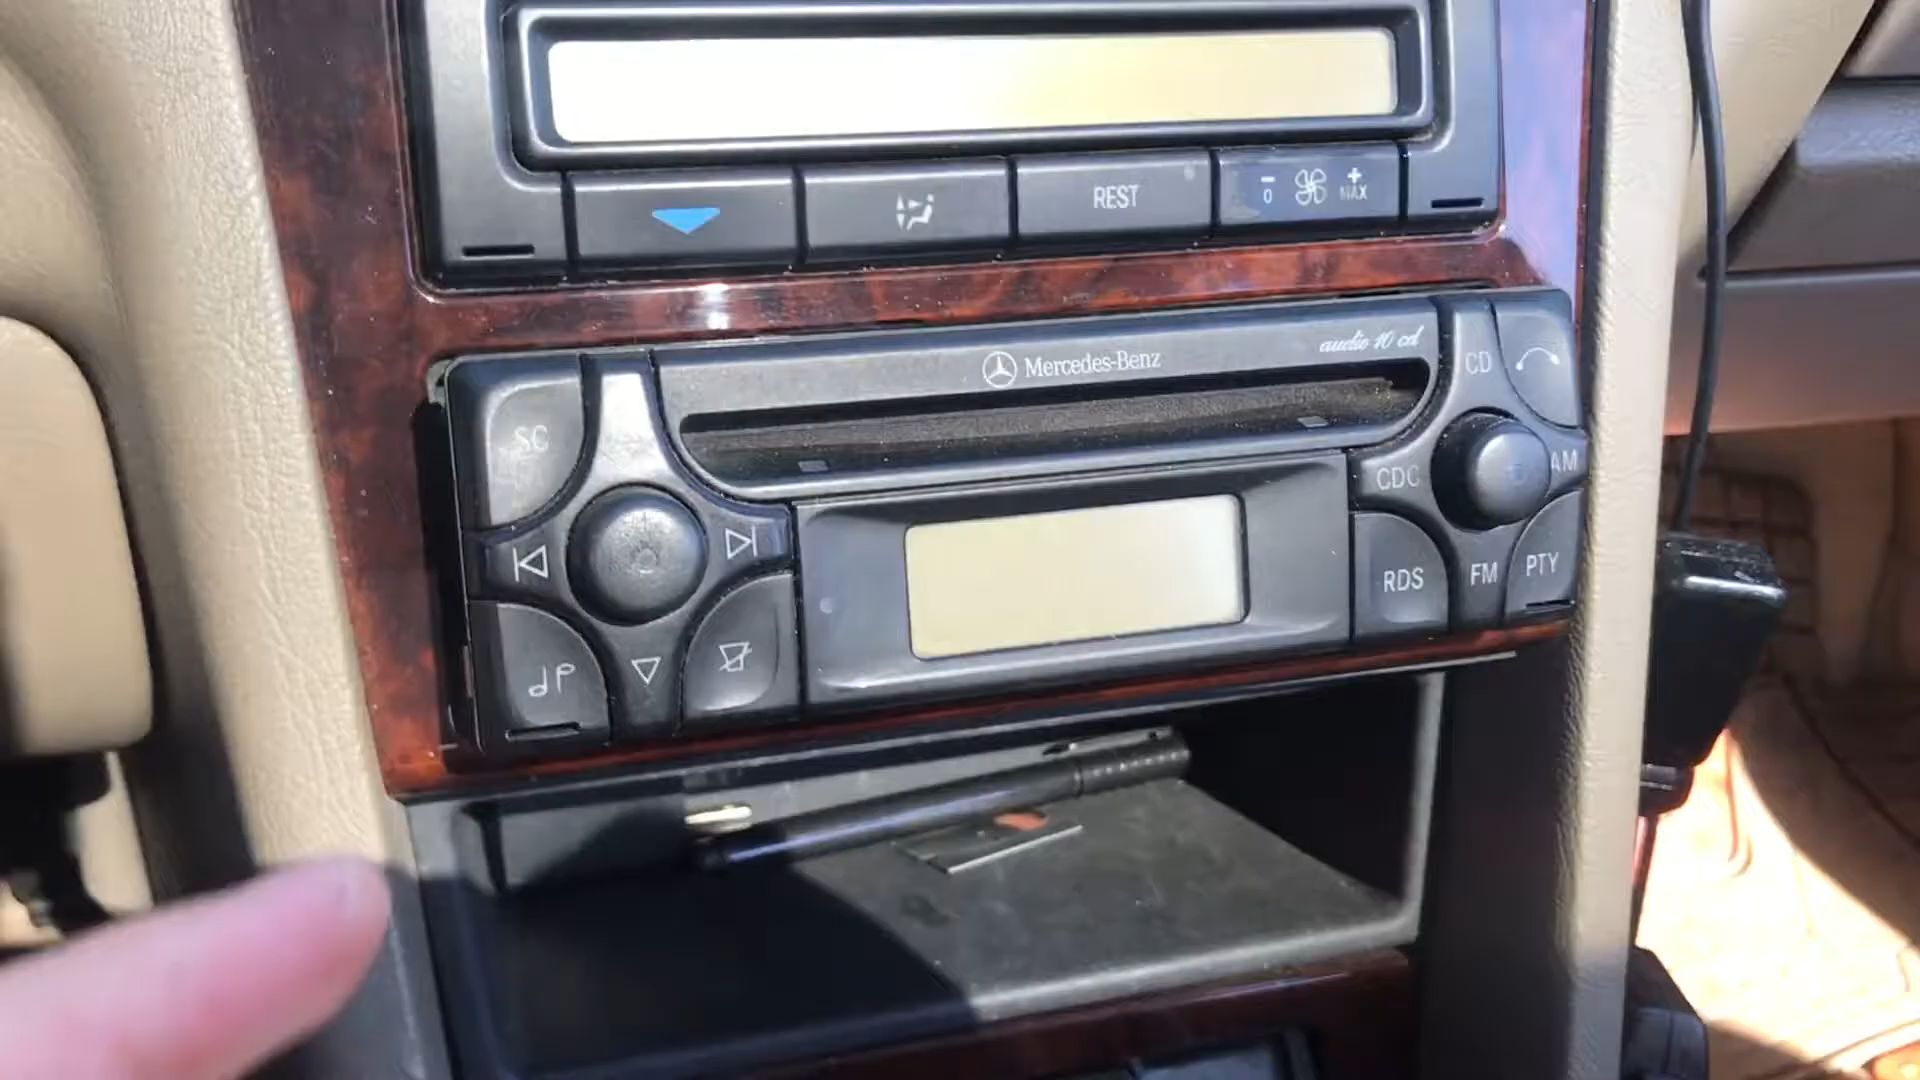 REST
0
MAX
Mercedes-Benz
audio 10 cd
SC
CD
CDC
AM
RDS
FM
PTY